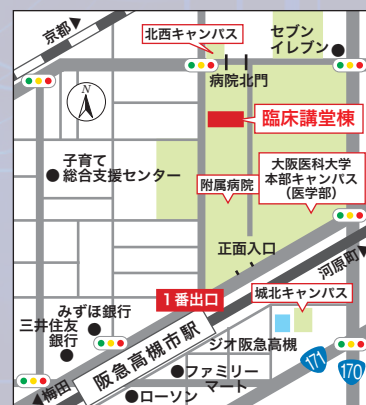 京都
北西キャンパス
セブン
イレブン
N
病院北門
臨床講堂棟
子育て
総合支援センター
大阪医科大学
本部キャンパス
（医学部）
附属病院
正面入口
河原町
1番出口
城北キャンパス
みずほ銀行
三井住友
銀行
阪急高槻市駅
ジオ阪急高槻
171
170
ファミリー
マート
梅田
ローソン